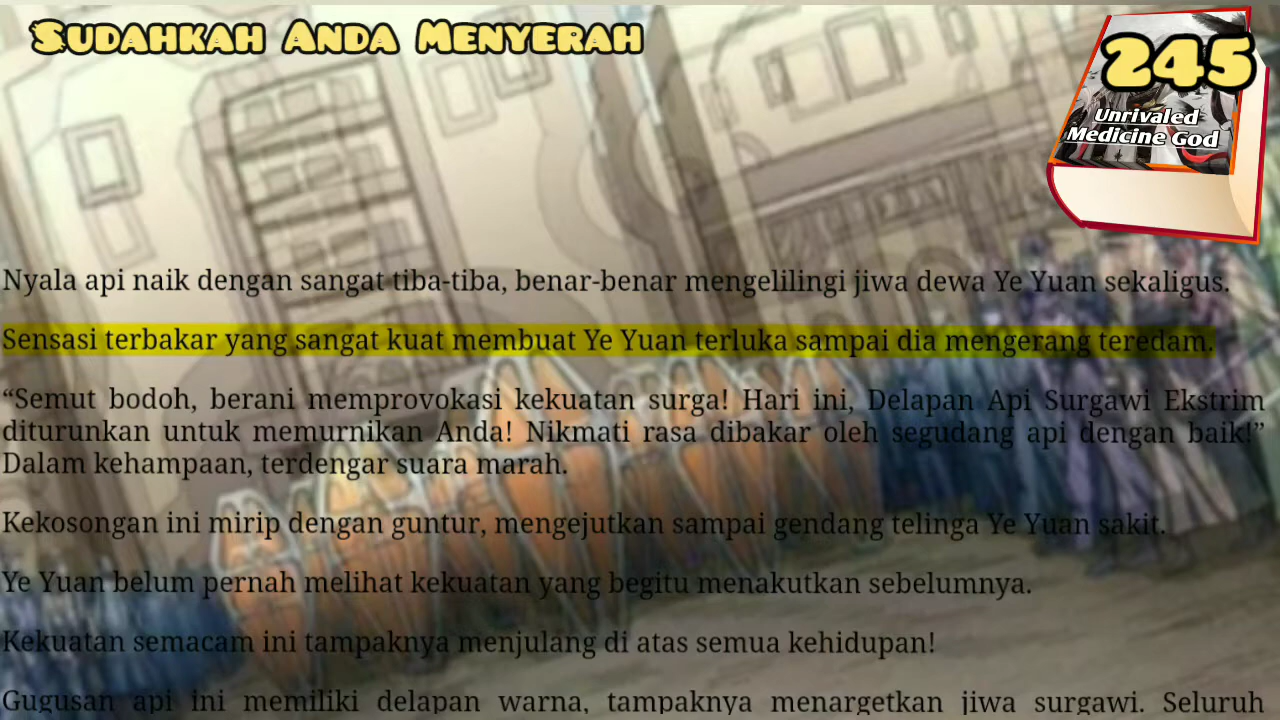 Sudahkah Anda Menyerah
245
Unrivaled
Medicine God
Nyala api naik dengan sangat tiba-tiba, benar-benar mengelilingi jiwa dewa Ye Yuan sekaligus.
Sensasi terbakar yang sangat kuat membuat Ye Yuan terluka sampai dia mengerang teredam.
“Semut bodoh, berani memprovokasi kekuatan surga! Hari ini, Delapan Api Surgawi Ekstrim
diturunkan untuk memurnikan Anda! Nikmati rasa dibakar oleh segudang api dengan baik!”
Dalam kehampaan, terdengar suara marah.
Kekosongan ini mirip dengan guntur, mengejutkan sampai gendang telinga Ye Yuan sakit.
Ye Yuan belum pernah melihat kekuatan yang begitu menakutkan sebelumnya.
Kekuatan semacam ini tampaknya menjulang di atas semua kehidupan!
Gugusan api ini memiliki delapan warna, tampaknya menargetkan jiwa surgawi. Seluruh